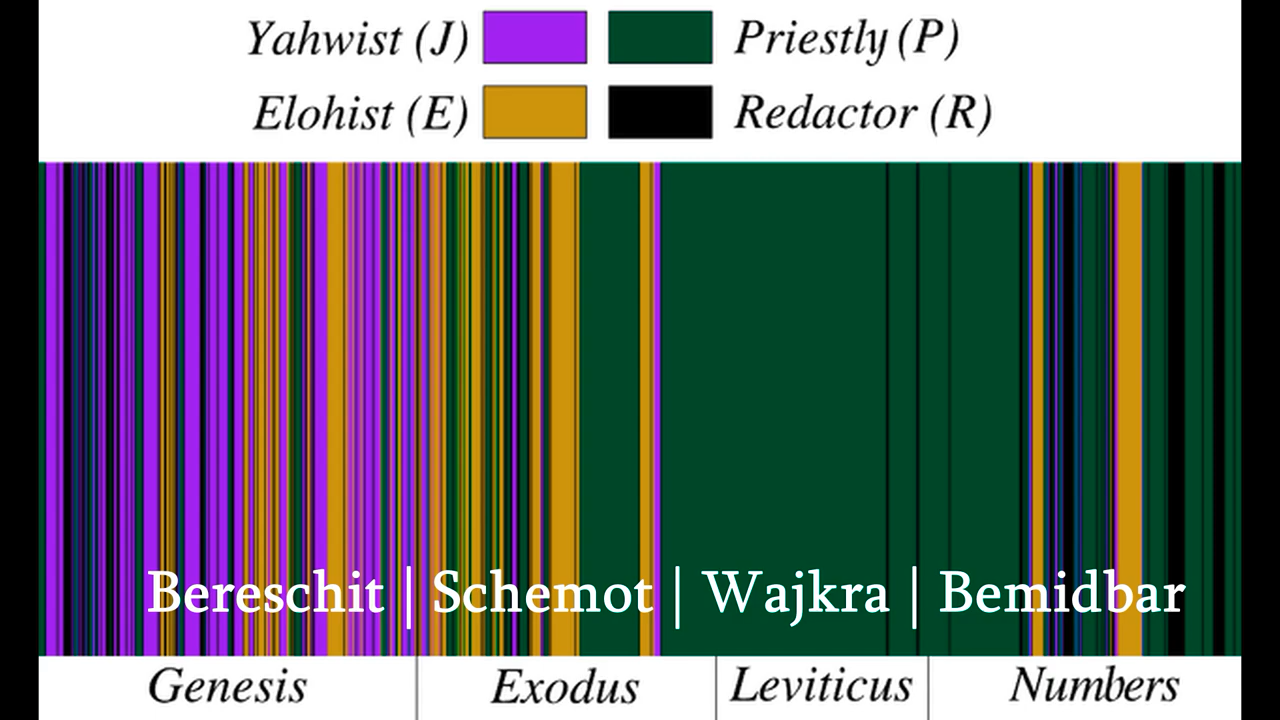 Yahwist (J) Priestly (P)
Elohist (E) Redactor (R)
Bereschit | Schemot | Wajkra | Bemidbar
Genesis Exodus Leviticus Numbers